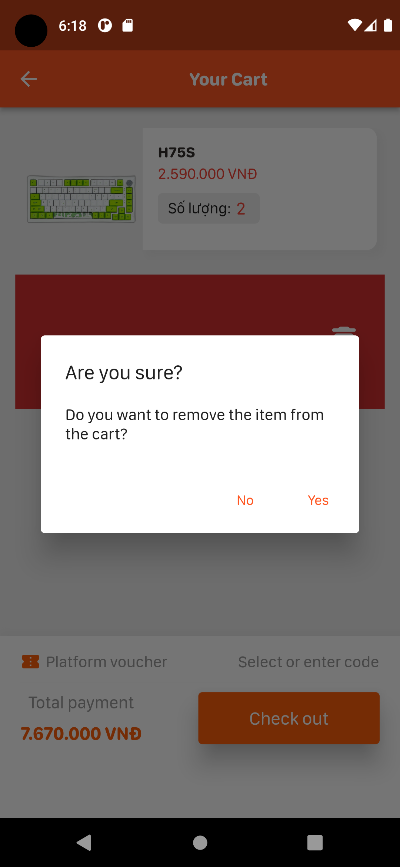 6:18
Your Cart
H75S
2.590.000 VNĐ
Số lượng: 2
Are you sure?
Do you want to remove the item from
the cart?
No Yes
Platform voucher Select or enter code
Total payment
7.670.000 VNĐ
Check out